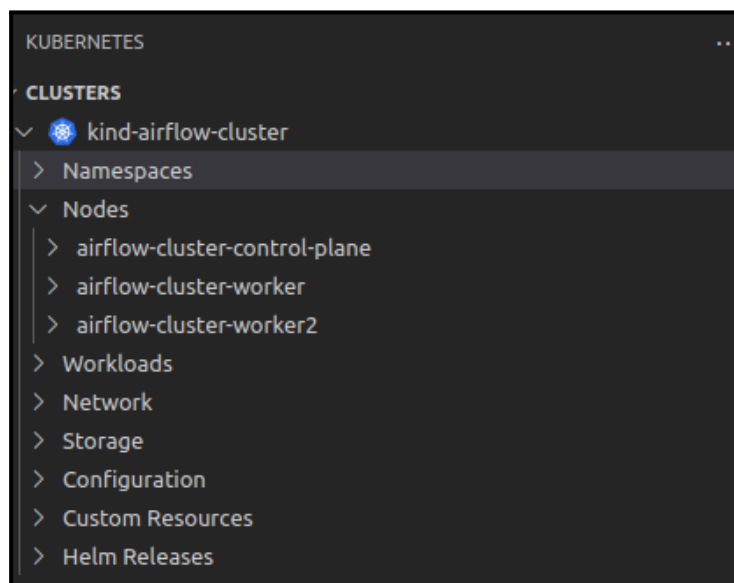 KUBERNETES
CLUSTERS
kind-airflow-cluster
Namespaces
Nodes
airflow-cluster-control-plane
airflow-cluster-worker
airflow-cluster-worker2
Workloads
Network
Storage
Configuration
Custom Resources
Helm Releases